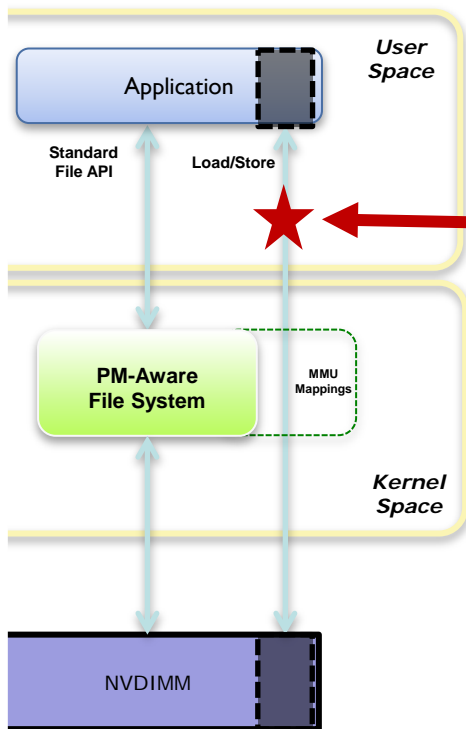 User
Space
Application
Standard
File API
Load/Store
PM-Aware
File System
MMU
Mappings
Kernel
Space
NVDIMM